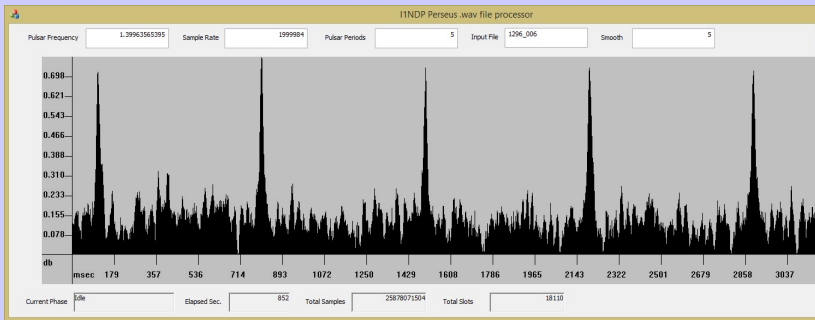 I1NDP Perseus .wav file processor
Pulsar Frequency 1.39963565395 Sample Rate 1999984 Pulsar Periods 5 Input File 1296_006 Smooth 5
0.698
0.621
0.543
0.466
0.388
0.310
0.233
0.155
0.078
db
msec 179 357 536 714 893 1072 1250 1429 1608 1786 1965 2143 2322 2501 2679 2858 3037
Current Phase Idle Elapsed Sec. 852 Total Samples 25878071504 Total Slots 18110